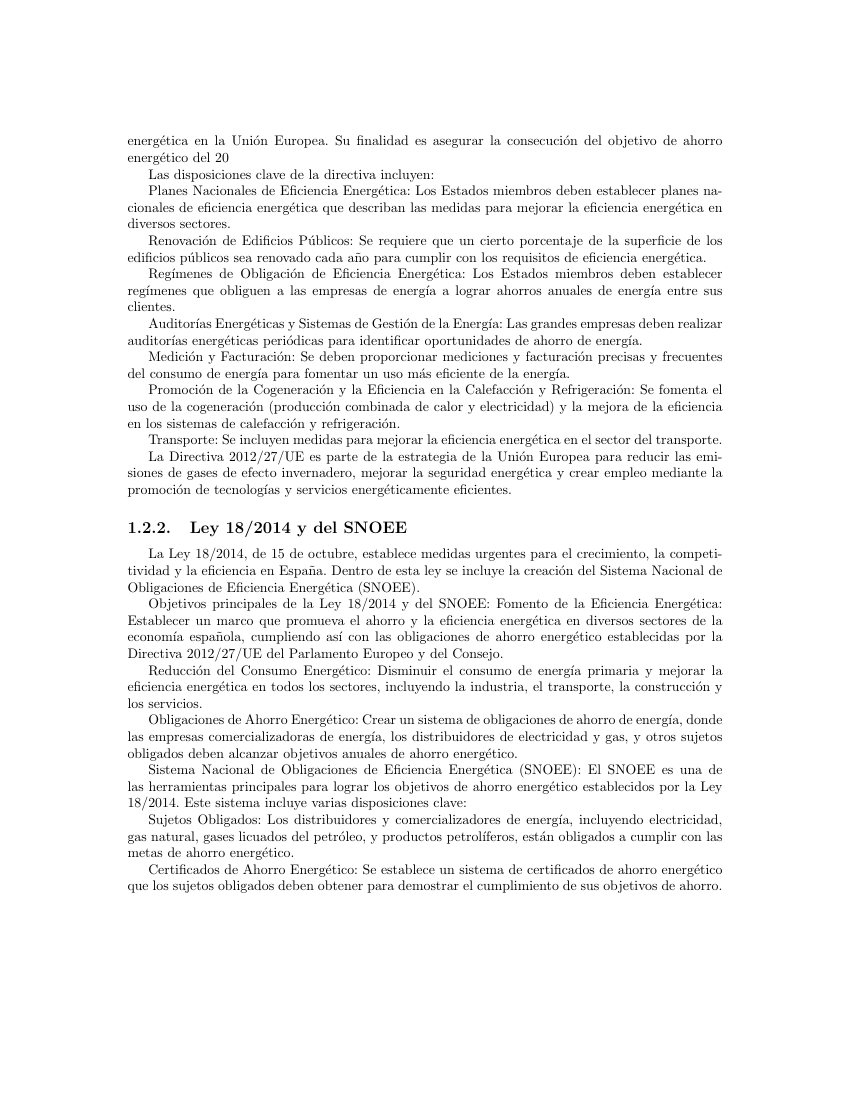 energética en la Unión Europea. Su finalidad es asegurar la consecución del objetivo de ahorro
energético del 20
Las disposiciones clave de la directiva incluyen:
Planes Nacionales de Eficiencia Energética: Los Estados miembros deben establecer planes na-
cionales de eficiencia energética que describan las medidas para mejorar la eficiencia energética en
diversos sectores.
Renovación de Edificios Públicos: Se requiere que un cierto porcentaje de la superficie de los
edificios públicos sea renovado cada año para cumplir con los requisitos de eficiencia energética.
Regímenes de Obligación de Eficiencia Energética: Los Estados miembros deben establecer
regímenes que obliguen a las empresas de energía a lograr ahorros anuales de energía entre sus
clientes.
Auditorías Energéticas y Sistemas de Gestión de la Energía: Las grandes empresas deben realizar
auditorías energéticas periódicas para identificar oportunidades de ahorro de energía.
Medición y Facturación: Se deben proporcionar mediciones y facturación precisas y frecuentes
del consumo de energía para fomentar un uso más eficiente de la energía.
Promoción de la Cogeneración y la Eficiencia en la Calefacción y Refrigeración: Se fomenta el
uso de la cogeneración (producción combinada de calor y electricidad) y la mejora de la eficiencia
en los sistemas de calefacción y refrigeración.
Transporte: Se incluyen medidas para mejorar la eficiencia energética en el sector del transporte.
La Directiva 2012/27/UE es parte de la estrategia de la Unión Europea para reducir las emi-
siones de gases de efecto invernadero, mejorar la seguridad energética y crear empleo mediante la
promoción de tecnologías y servicios energéticamente eficientes.
1.2.2. Ley 18/2014 y del SNOEE
La Ley 18/2014, de 15 de octubre, establece medidas urgentes para el crecimiento, la competi-
tividad y la eficiencia en España. Dentro de esta ley se incluye la creación del Sistema Nacional de
Obligaciones de Eficiencia Energética (SNOEE).
Objetivos principales de la Ley 18/2014 y del SNOEE: Fomento de la Eficiencia Energética:
Establecer un marco que promueva el ahorro y la eficiencia energética en diversos sectores de la
economía española, cumpliendo así con las obligaciones de ahorro energético establecidas por la
Directiva 2012/27/UE del Parlamento Europeo y del Consejo.
Reducción del Consumo Energético: Disminuir el consumo de energía primaria y mejorar la
eficiencia energética en todos los sectores, incluyendo la industria, el transporte, la construcción y
los servicios.
Obligaciones de Ahorro Energético: Crear un sistema de obligaciones de ahorro de energía, donde
las empresas comercializadoras de energía, los distribuidores de electricidad y gas, y otros sujetos
obligados deben alcanzar objetivos anuales de ahorro energético.
Sistema Nacional de Obligaciones de Eficiencia Energética (SNOEE): El SNOEE es una de
las herramientas principales para lograr los objetivos de ahorro energético establecidos por la Ley
18/2014. Este sistema incluye varias disposiciones clave:
Sujetos Obligados: Los distribuidores y comercializadores de energía, incluyendo electricidad,
gas natural, gases licuados del petróleo, y productos petrolíferos, están obligados a cumplir con las
metas de ahorro energético.
Certificados de Ahorro Energético: Se establece un sistema de certificados de ahorro energético
que los sujetos obligados deben obtener para demostrar el cumplimiento de sus objetivos de ahorro.